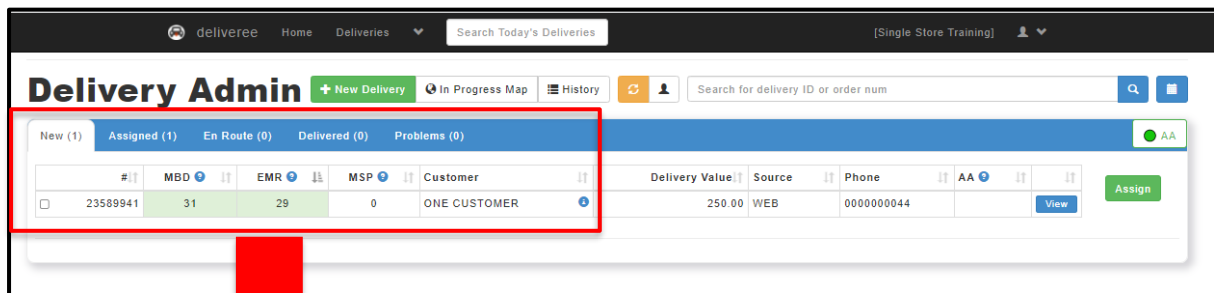 deliveree Home Deliveries Search Today's Deliveries [Single Store Training]
Delivery Admin + New Delivery In Progress Map History Search for delivery ID or order num
New (1) Assigned (1) En Route (0) Delivered (0) Problems (0) AA
# MBD EMR MSP Customer Delivery Value Source Phone AA
23589941 31 29 0 ONE CUSTOMER 250.00 WEB 0000000044 View
Assign